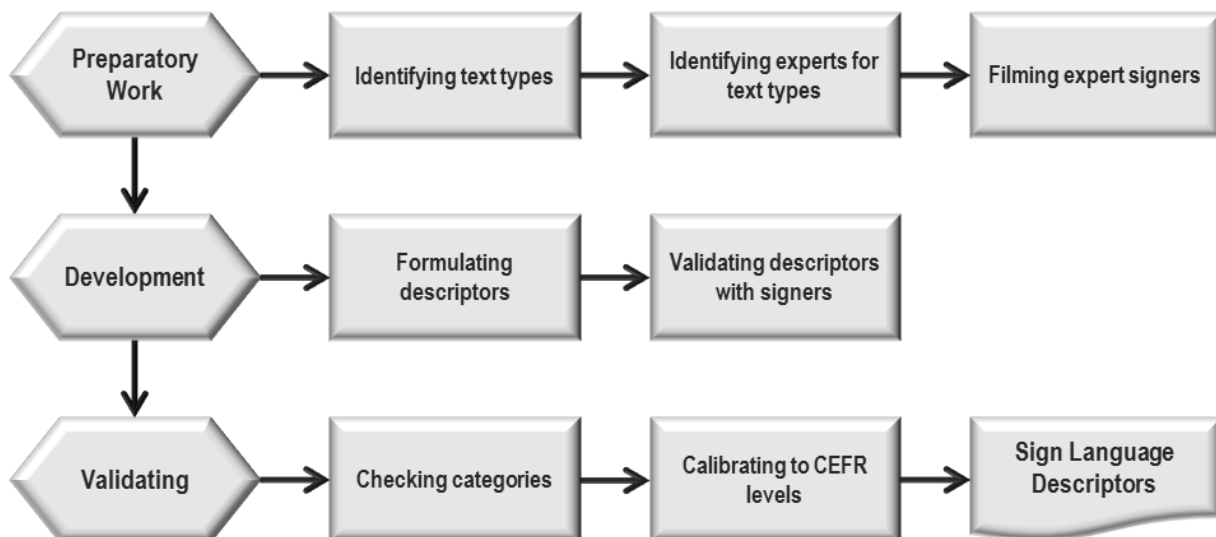 Preparatory
Work
Identifying text types
Identifying experts for
text types
Filming expert signers
Development
Formulating
descriptors
Validating descriptors
with signers
Validating
Checking categories
Calibrating to CEFR
levels
Sign Language
Descriptors